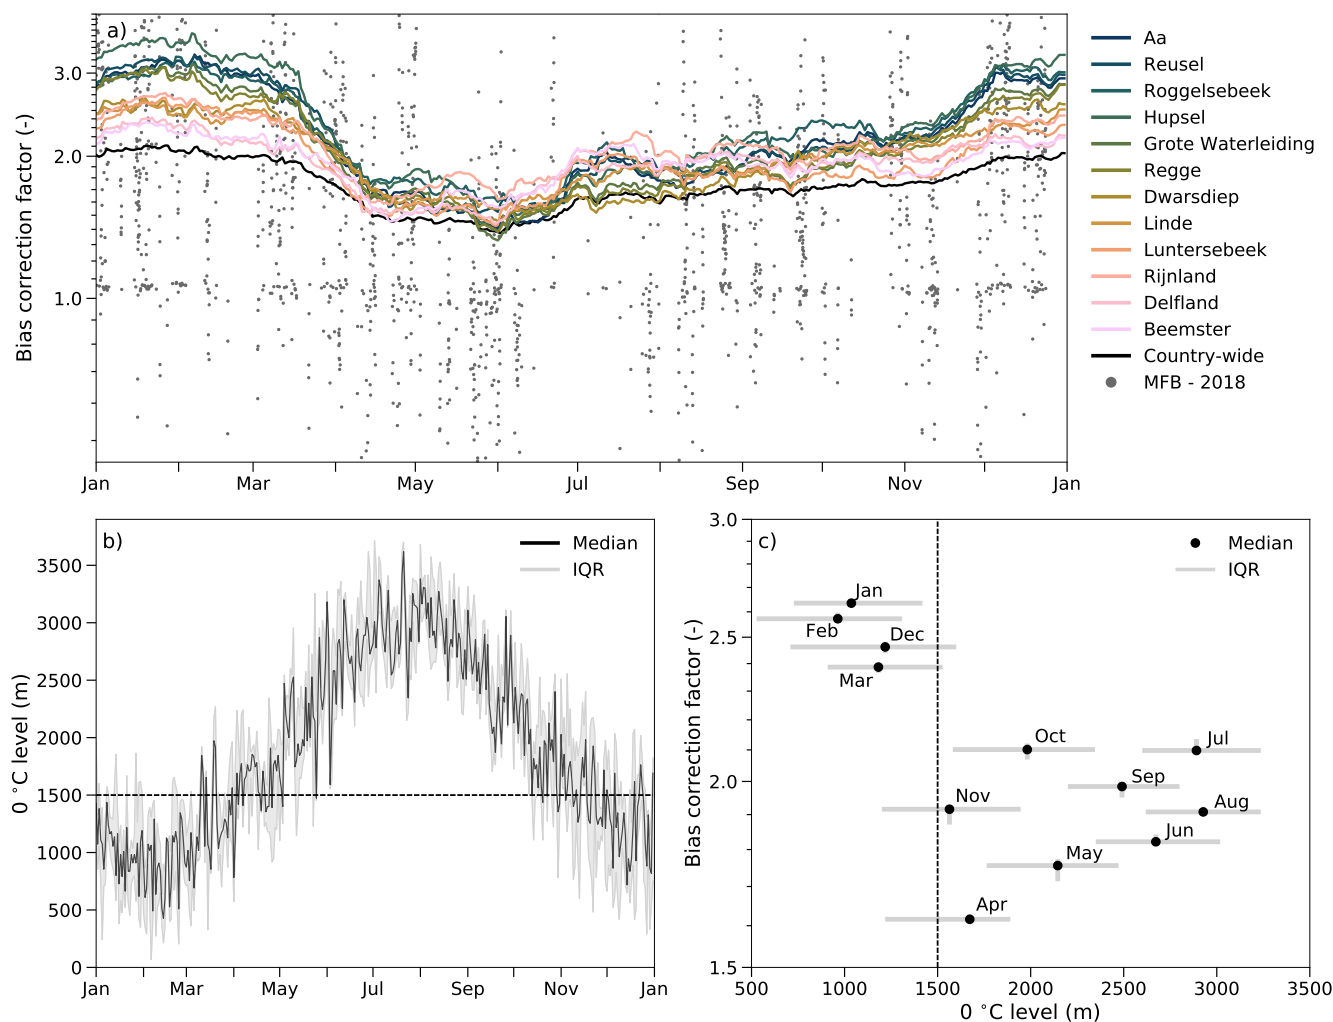 a)
Bias correction factor (-)
3.0
2.0
1.0
Jan Mar May Jul Sep Nov Jan
Aa
Reusel
Roggelsebeek
Hupsel
Grote Waterleiding
Regge
Dwarsdiep
Linde
Luntersebeek
Rijnland
Delfland
Beemster
Country-wide
MFB - 2018
b)
0 °C level (m)
3500
3000
2500
2000
1500
1000
500
0
Jan Mar May Jul Sep Nov Jan
Median
IQR
c)
Bias correction factor (-)
3.0
2.5
2.0
1.5
Median
IQR
Jan
Feb
Dec
Mar
Oct
Jul
Sep
Nov
Aug
Jun
May
Apr
500 1000 1500 2000 2500 3000 3500
0 °C level (m)